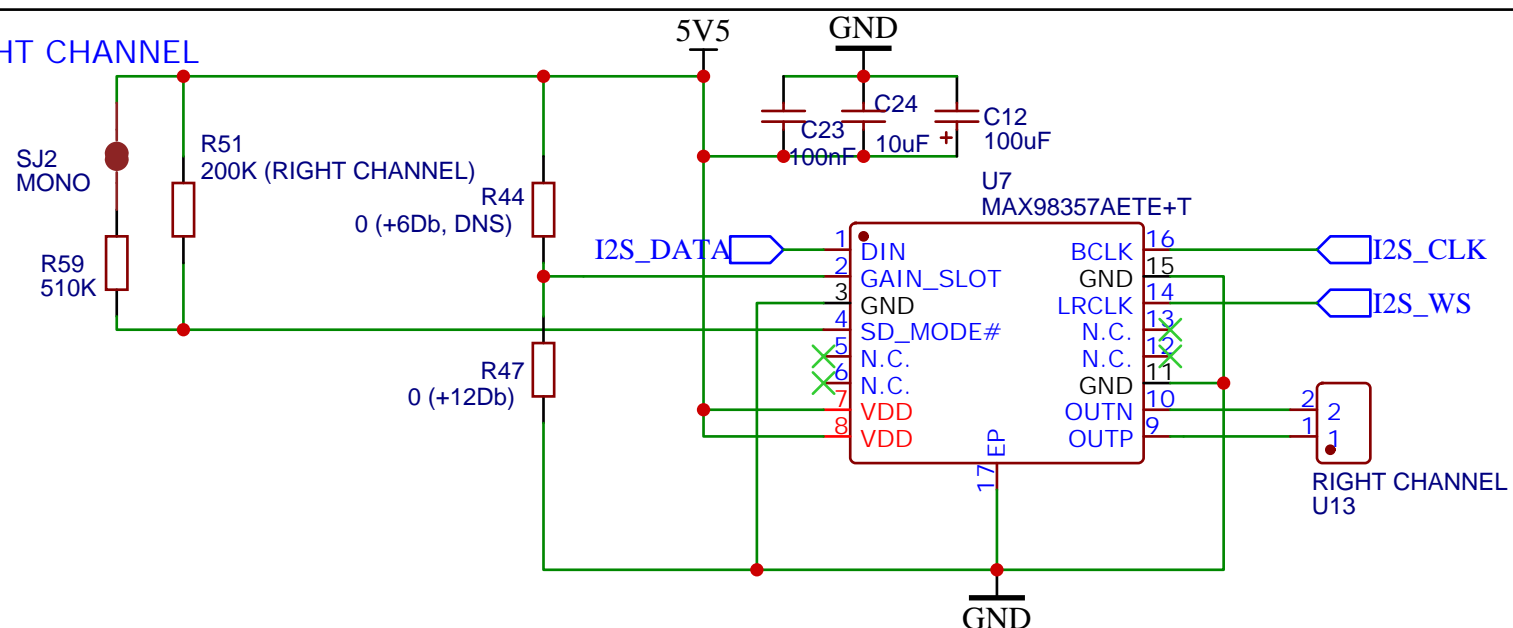 HT CHANNEL
5V5
GND
SJ2
MONO
R51
200K (RIGHT CHANNEL)
R59
510K
R44
0 (+6Db, DNS)
R47
0 (+12Db)
C23
100nF
C24
10uF
+
C12
100uF
U7
MAX98357AETE+T
I2S_DATA
1 DIN
2 GAIN_SLOT
3 GND
4 SD_MODE#
5 N.C.
6 N.C.
7 VDD
8 VDD
BCLK 16
GND 15
LRCLK 14
N.C. 13
N.C. 12
GND 11
OUTN 10
OUTP 9
EP 17
I2S_CLK
I2S_WS
2 2
1 1
RIGHT CHANNEL
U13
GND